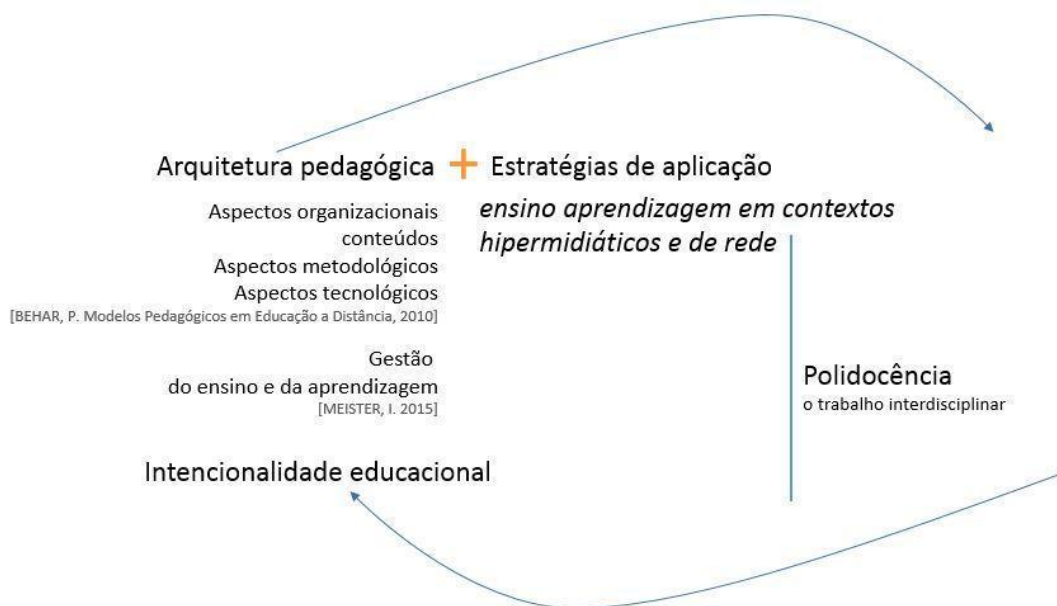 Arquitetura pedagógica + Estratégias de aplicação
Aspectos organizacionais
conteúdos
Aspectos metodológicos
Aspectos tecnológicos
[BEHAR, P. Modelos Pedagógicos em Educação a Distância, 2010]
Gestão
do ensino e da aprendizagem
[MEISTER, I. 2015]
Intencionalidade educacional
ensino aprendizagem em contextos
hipermidiáticos e de rede
Polidocência
o trabalho interdisciplinar